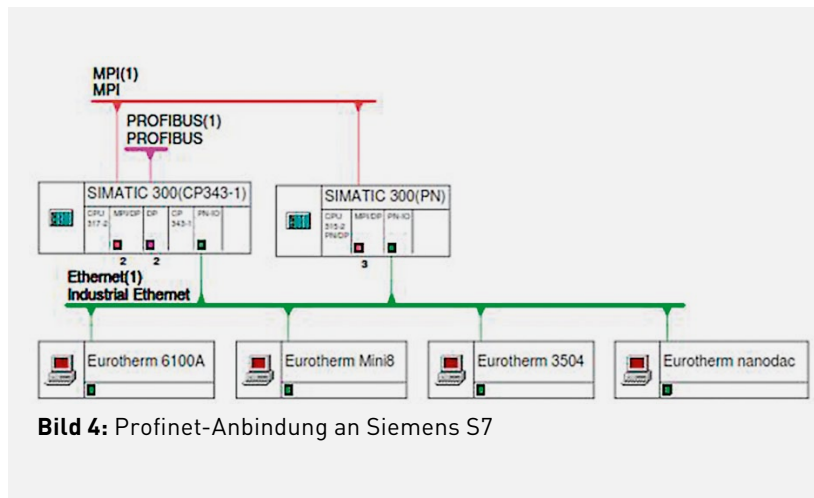 MPI(1)
MPI
PROFIBUS(1)
PROFIBUS
SIMATIC 300(CP343-1)
CPU 317-2
MPI/DP
DP
CP 343-1
PN-IO
2
2
SIMATIC 300(PN)
CPU 315-2 PN/DP
MPI/DP
PN-IO
3
Ethernet(1)
Industrial Ethernet
Eurotherm 6100A
Eurotherm Mini8
Eurotherm 3504
Eurotherm nanodac
Bild 4: Profinet-Anbindung an Siemens S7